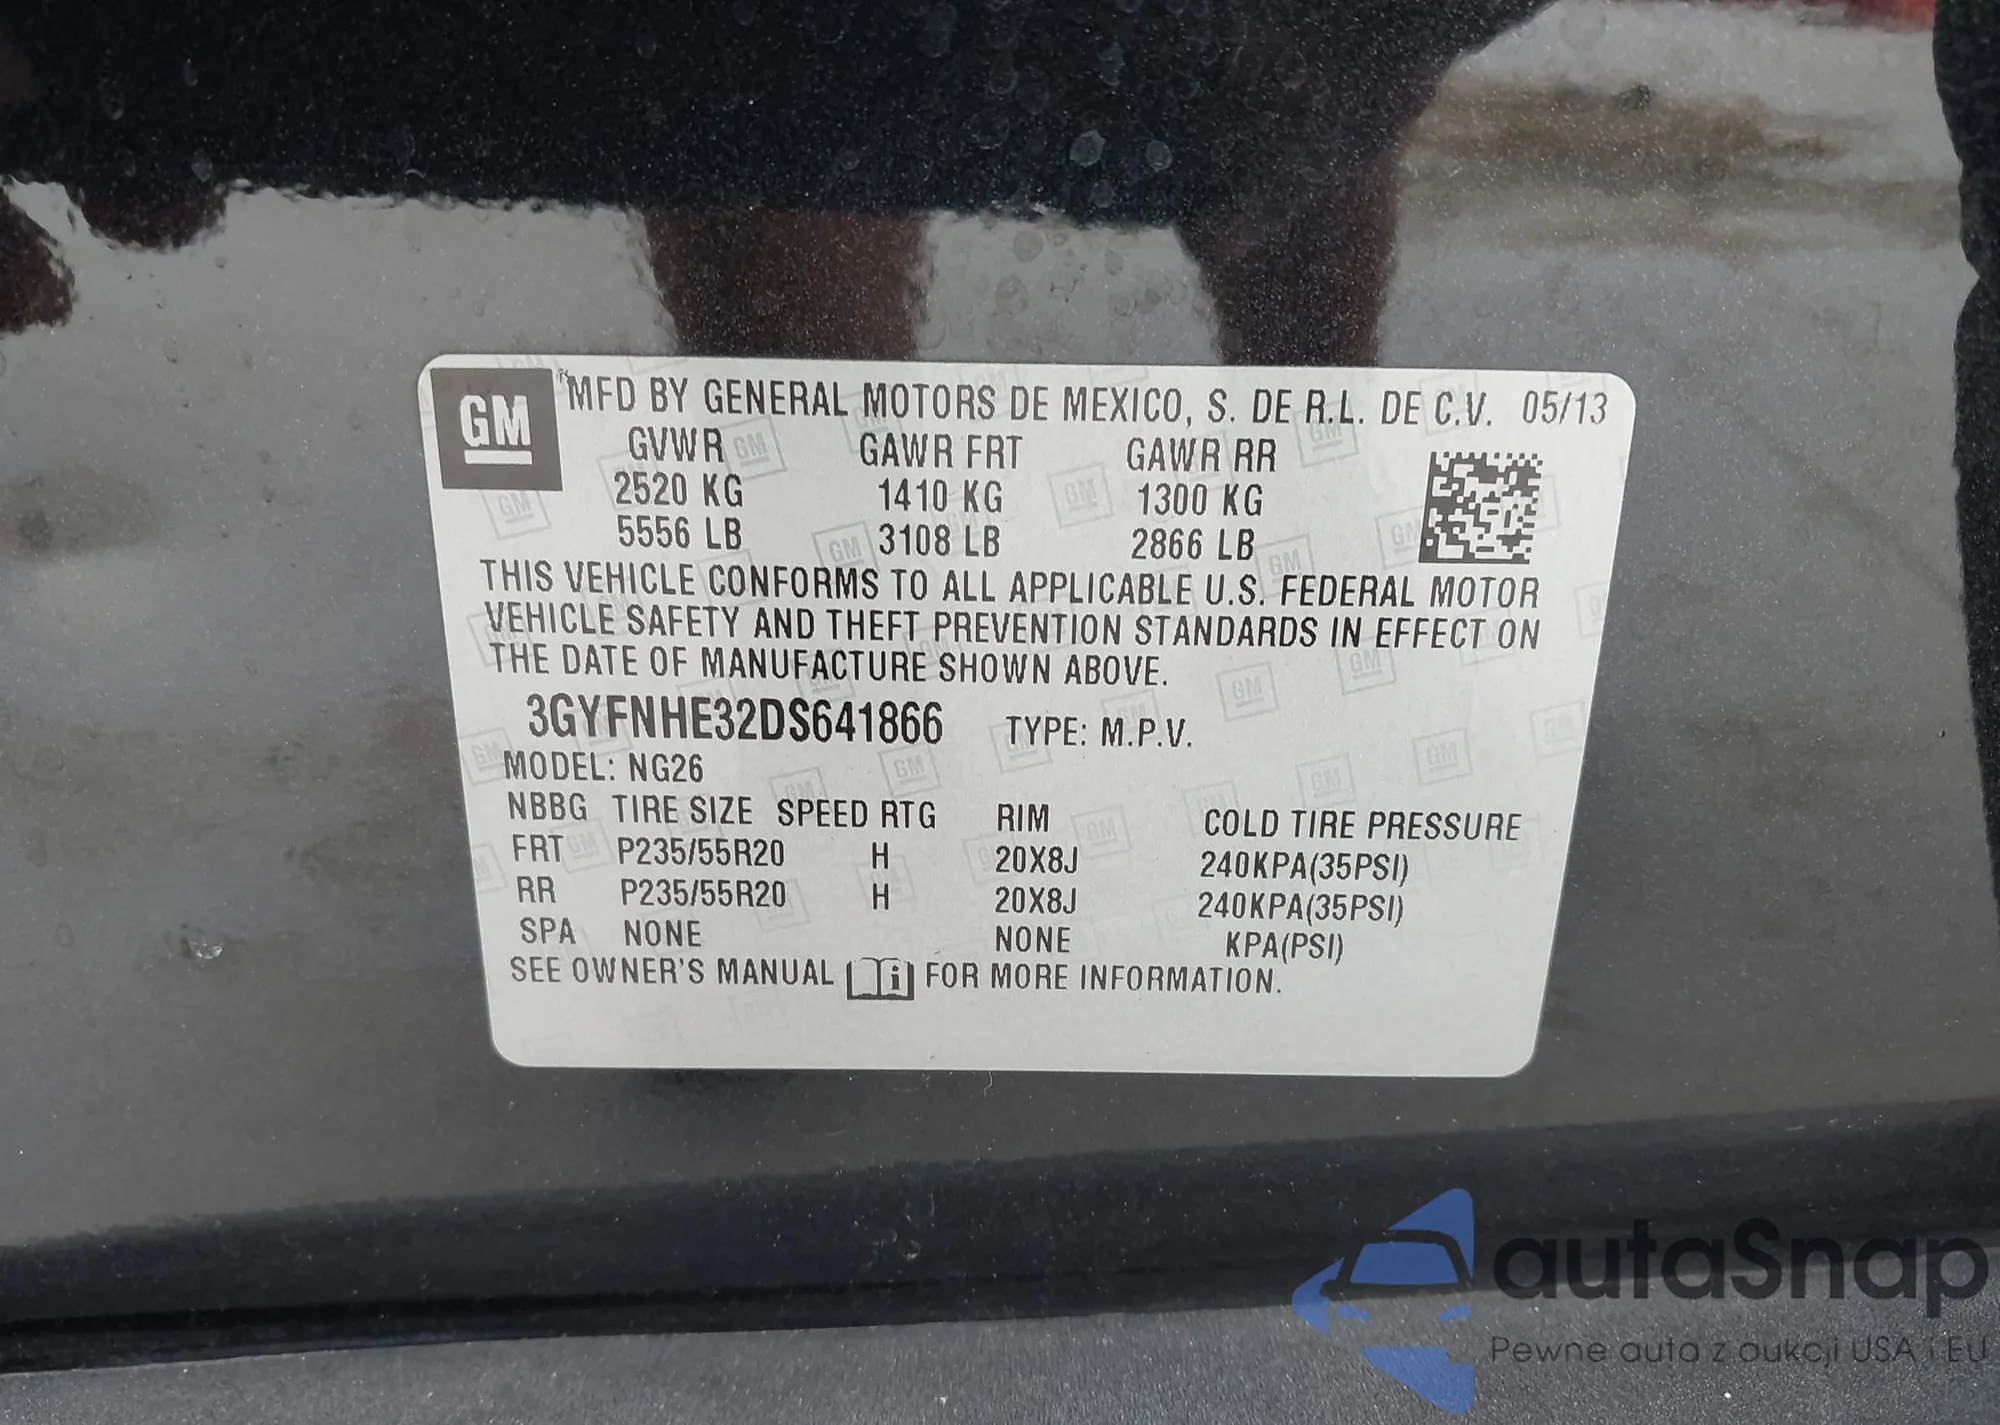 GM
MFD BY GENERAL MOTORS DE MEXICO, S. DE R.L. DE C.V. 05/13
GVWR GAWR FRT GAWR RR
2520 KG 1410 KG 1300 KG
5556 LB 3108 LB 2866 LB
THIS VEHICLE CONFORMS TO ALL APPLICABLE U.S. FEDERAL MOTOR
VEHICLE SAFETY AND THEFT PREVENTION STANDARDS IN EFFECT ON
THE DATE OF MANUFACTURE SHOWN ABOVE.
3GYFNHE32DS641866 TYPE: M.P.V.
MODEL: NG26
NBBG TIRE SIZE SPEED RTG RIM COLD TIRE PRESSURE
FRT P235/55R20 H 20X8J 240KPA(35PSI)
RR P235/55R20 H 20X8J 240KPA(35PSI)
SPA NONE NONE KPA(PSI)
SEE OWNER'S MANUAL i FOR MORE INFORMATION.
autaSnap
Pewne auta z aukcji USA i EU